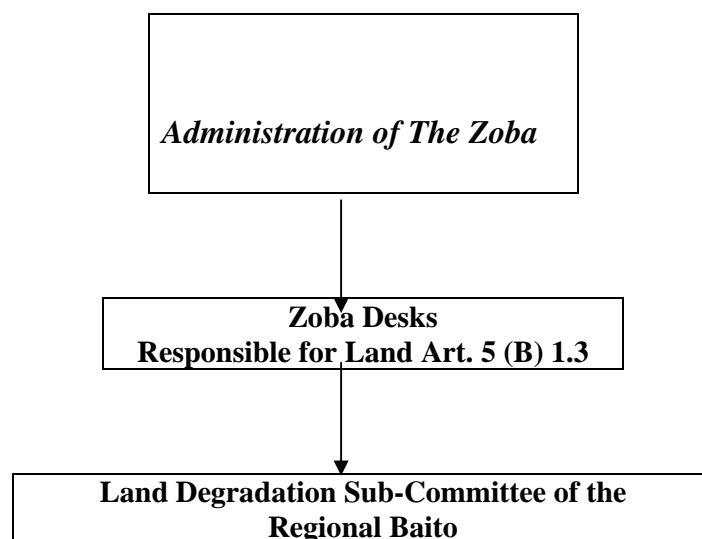 Administration of The Zoba
Zoba Desks
Responsible for Land Art. 5 (B) 1.3
Land Degradation Sub-Committee of the
Regional Baito